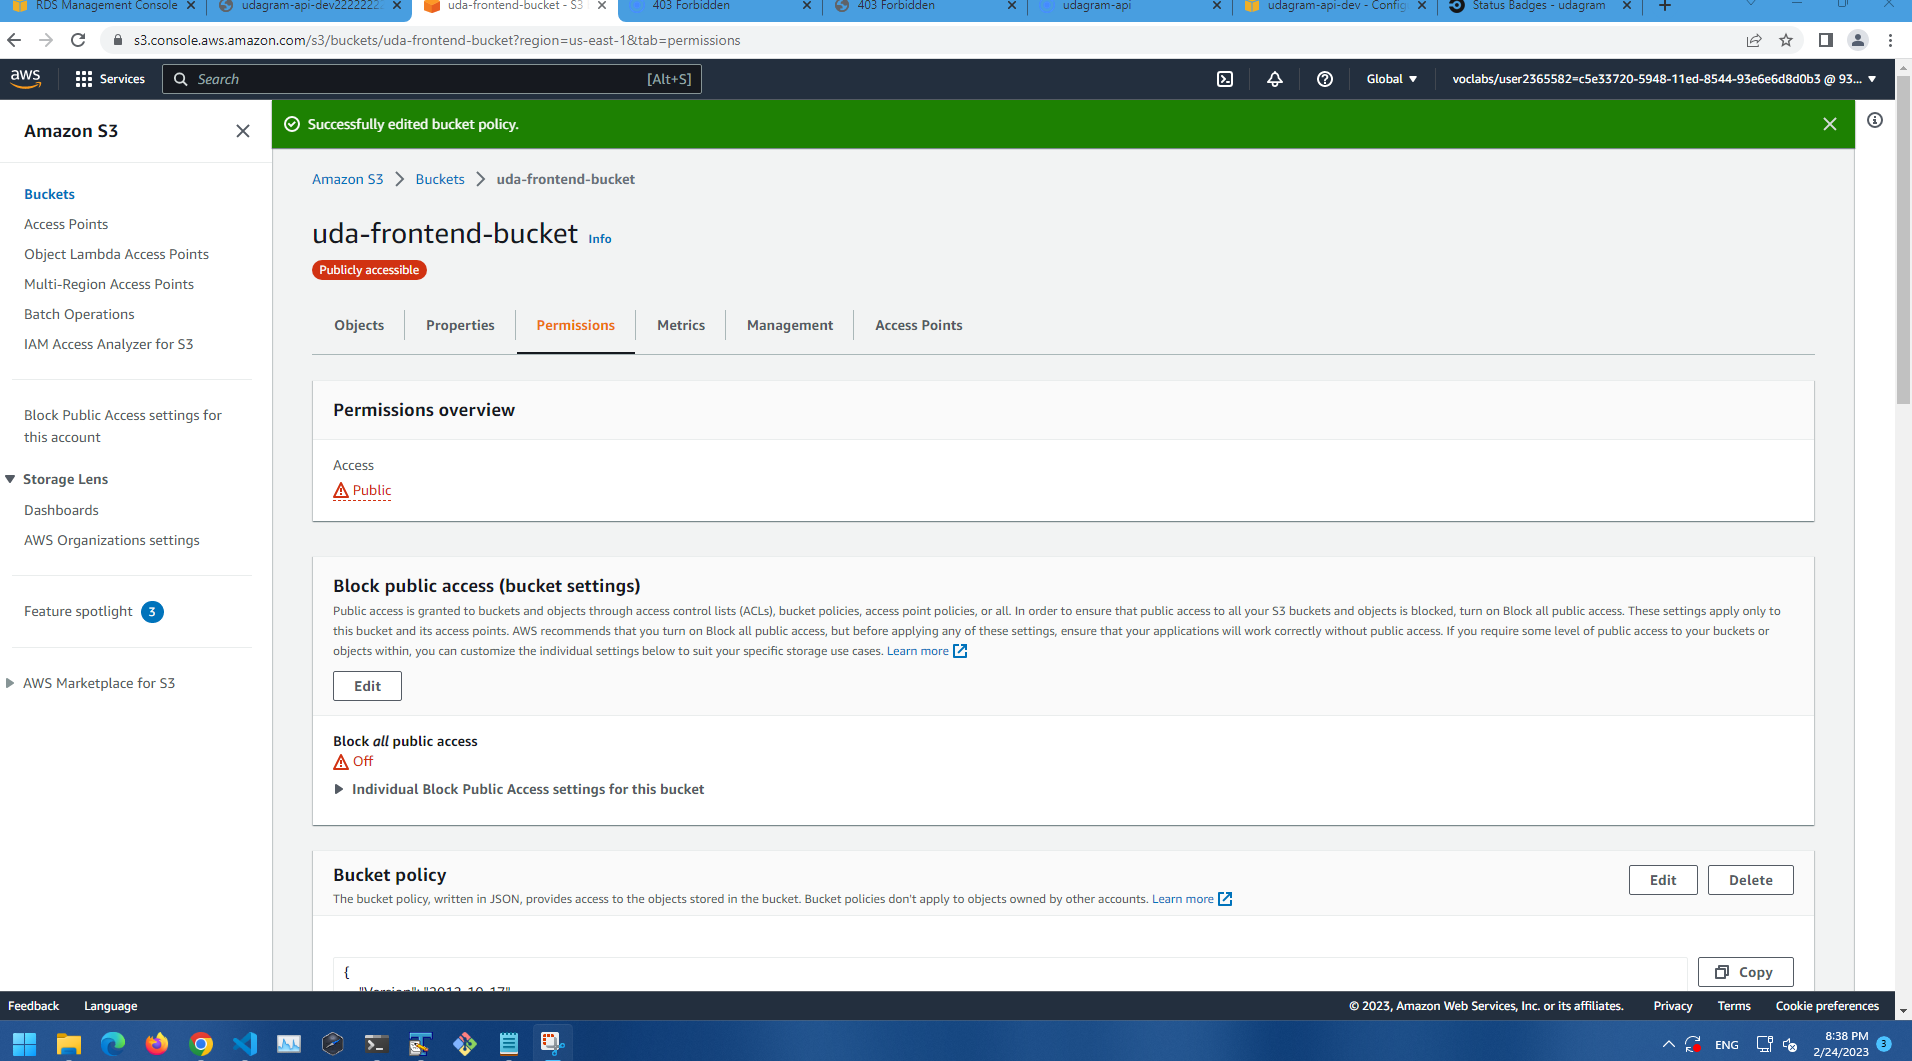 RDS Management Console
udagram-api-dev22222222
uda-frontend-bucket - S3
403 Forbidden
403 Forbidden
udagram-api
udagram-api-dev - Config
Status Badges - udagram
s3.console.aws.amazon.com/s3/buckets/uda-frontend-bucket?region=us-east-1&tab=permissions
aws
Services
Search
[Alt+S]
Global
voclabs/user2365582=c5e33720-5948-11ed-8544-93e6e6d8d0b3 @ 93...
Amazon S3
Buckets
Access Points
Object Lambda Access Points
Multi-Region Access Points
Batch Operations
IAM Access Analyzer for S3
Block Public Access settings for
this account
Storage Lens
Dashboards
AWS Organizations settings
Feature spotlight 3
AWS Marketplace for S3
Successfully edited bucket policy.
Amazon S3 > Buckets > uda-frontend-bucket
uda-frontend-bucket Info
Publicly accessible
Objects
Properties
Permissions
Metrics
Management
Access Points
Permissions overview
Access
Public
Block public access (bucket settings)
Public access is granted to buckets and objects through access control lists (ACLs), bucket policies, access point policies, or all. In order to ensure that public access to all your S3 buckets and objects is blocked, turn on Block all public access. These settings apply only to
this bucket and its access points. AWS recommends that you turn on Block all public access, but before applying any of these settings, ensure that your applications will work correctly without public access. If you require some level of public access to your buckets or
objects within, you can customize the individual settings below to suit your specific storage use cases. Learn more
Edit
Block all public access
Off
Individual Block Public Access settings for this bucket
Bucket policy
The bucket policy, written in JSON, provides access to the objects stored in the bucket. Bucket policies don't apply to objects owned by other accounts. Learn more
Edit
Delete
{
"Version": "2012-10-17"
Copy
Feedback
Language
© 2023, Amazon Web Services, Inc. or its affiliates.
Privacy
Terms
Cookie preferences
ENG
8:38 PM
2/24/2023
3